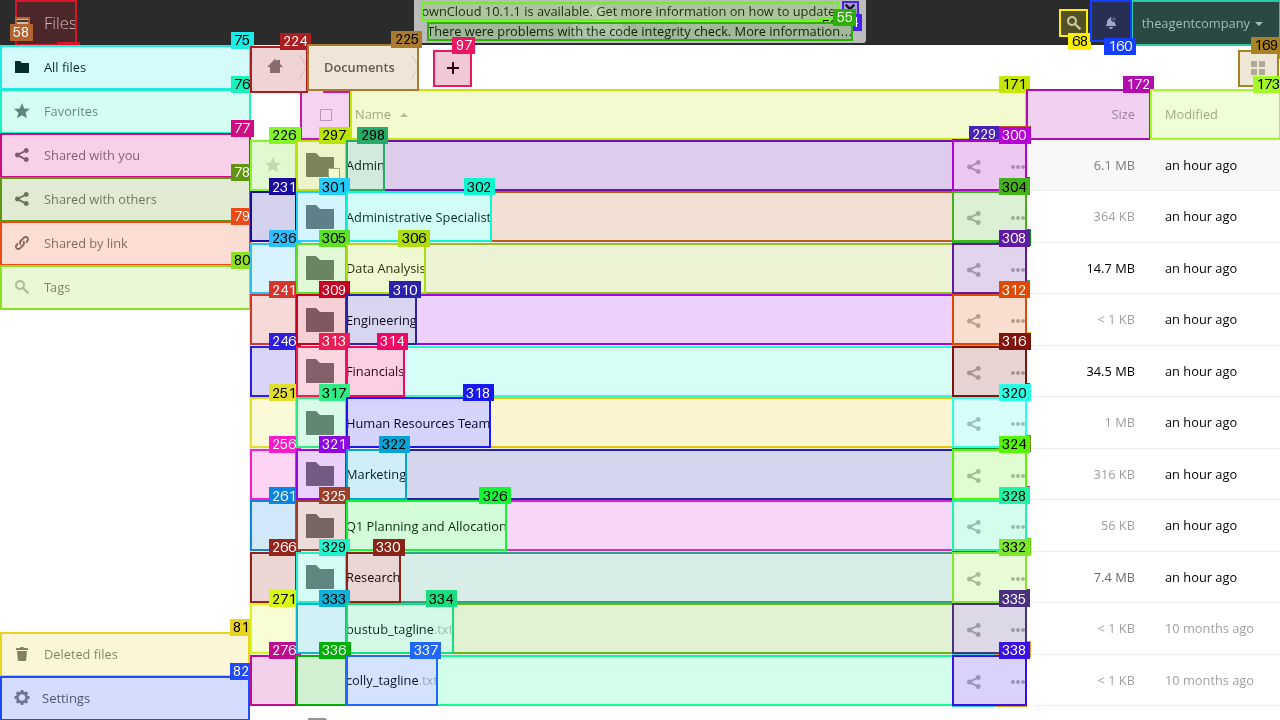 Files
ownCloud 10.1.1 is available. Get more information on how to update
There were problems with the code integrity check. More information...
theagentcompany
58
55
68
160
169
75
224
225
97
All files
Documents
76
171
172
173
Favorites
Name
Size
Modified
77
226
297
298
229
300
Shared with you
Admin
6.1 MB
an hour ago
78
231
301
302
304
Shared with others
Administrative Specialist
364 KB
an hour ago
79
236
305
306
308
Shared by link
Data Analysis
14.7 MB
an hour ago
80
241
309
310
312
Tags
Engineering
< 1 KB
an hour ago
246
313
314
316
Financials
34.5 MB
an hour ago
251
317
318
320
Human Resources Team
1 MB
an hour ago
256
321
322
324
Marketing
316 KB
an hour ago
261
325
326
328
Q1 Planning and Allocation
56 KB
an hour ago
266
329
330
332
Research
7.4 MB
an hour ago
271
333
334
335
81
bustub_tagline.txt
< 1 KB
10 months ago
Deleted files
276
336
337
338
82
colly_tagline.txt
< 1 KB
10 months ago
Settings